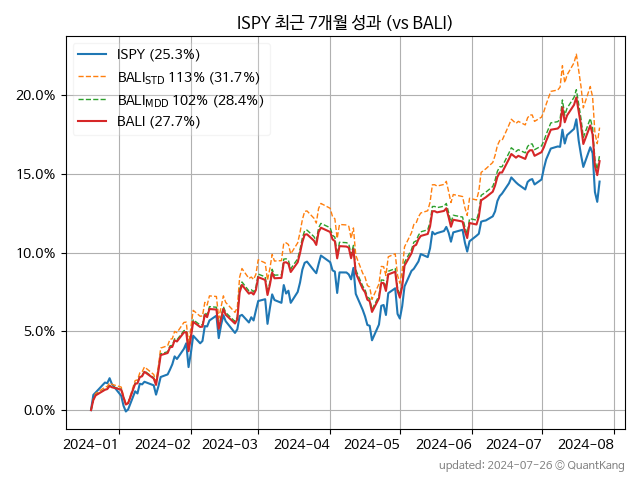 ISPY 최근 7개월 성과 (vs BALI)
ISPY (25.3%)
BALI_STD 113% (31.7%)
BALI_MDD 102% (28.4%)
BALI (27.7%)
20.0%
15.0%
10.0%
5.0%
0.0%
2024-01 2024-02 2024-03 2024-04 2024-05 2024-06 2024-07 2024-08
updated: 2024-07-26 © QuantKang